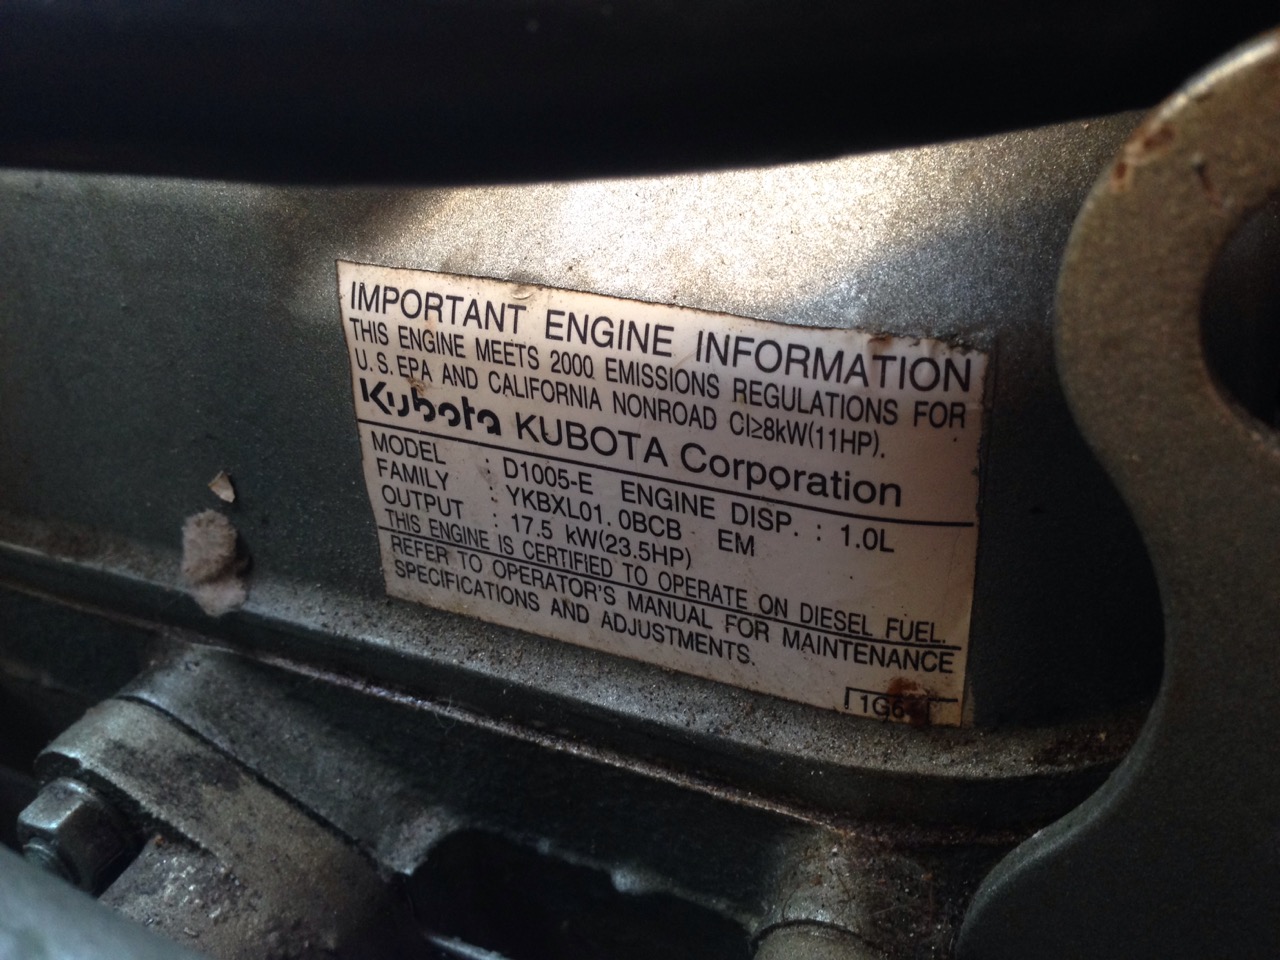 IMPORTANT ENGINE INFORMATION
THIS ENGINE MEETS 2000 EMISSIONS REGULATIONS FOR
U.S. EPA AND CALIFORNIA NONROAD CI≥8kW(11HP).
Kubota KUBOTA Corporation
MODEL : D1005-E ENGINE DISP. : 1.0L
FAMILY : YKBXL01.0BCB EM
OUTPUT : 17.5 kW(23.5HP)
THIS ENGINE IS CERTIFIED TO OPERATE ON DIESEL FUEL.
REFER TO OPERATOR'S MANUAL FOR MAINTENANCE
SPECIFICATIONS AND ADJUSTMENTS.